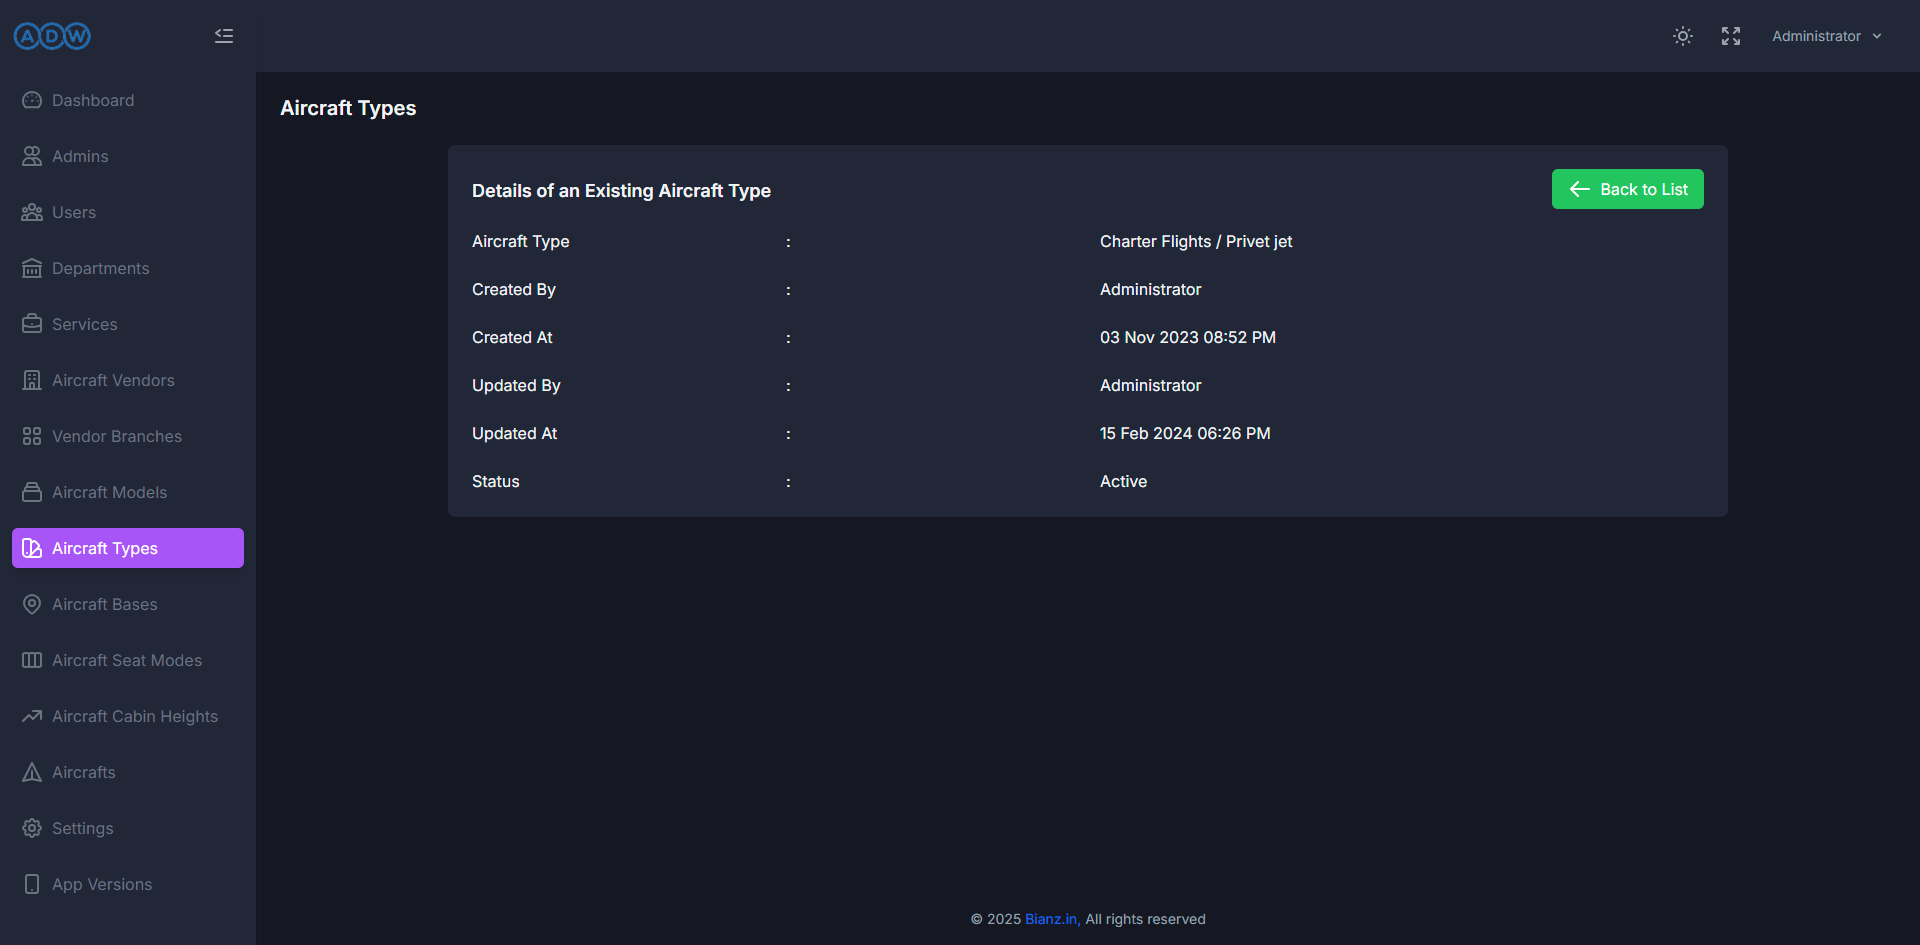 ADW
Administrator
Dashboard
Admins
Users
Departments
Services
Aircraft Vendors
Vendor Branches
Aircraft Models
Aircraft Types
Aircraft Bases
Aircraft Seat Modes
Aircraft Cabin Heights
Aircrafts
Settings
App Versions
Aircraft Types
Details of an Existing Aircraft Type
Back to List
Aircraft Type : Charter Flights / Privet jet
Created By : Administrator
Created At : 03 Nov 2023 08:52 PM
Updated By : Administrator
Updated At : 15 Feb 2024 06:26 PM
Status : Active
© 2025 Bianz.in, All rights reserved